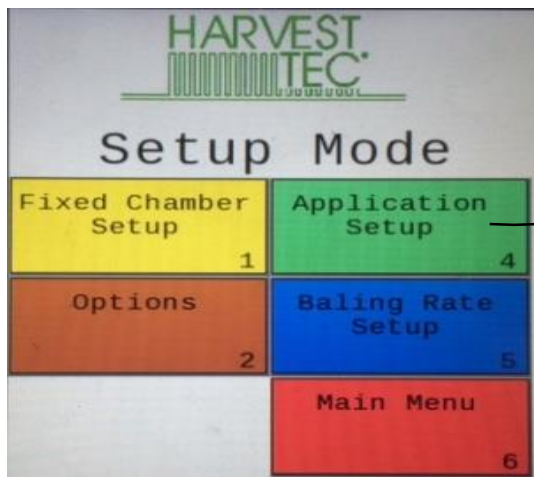 HARVEST
TEC
Setup Mode
Fixed Chamber
Setup
1
Application
Setup
4
Options
2
Baling Rate
Setup
5
Main Menu
6